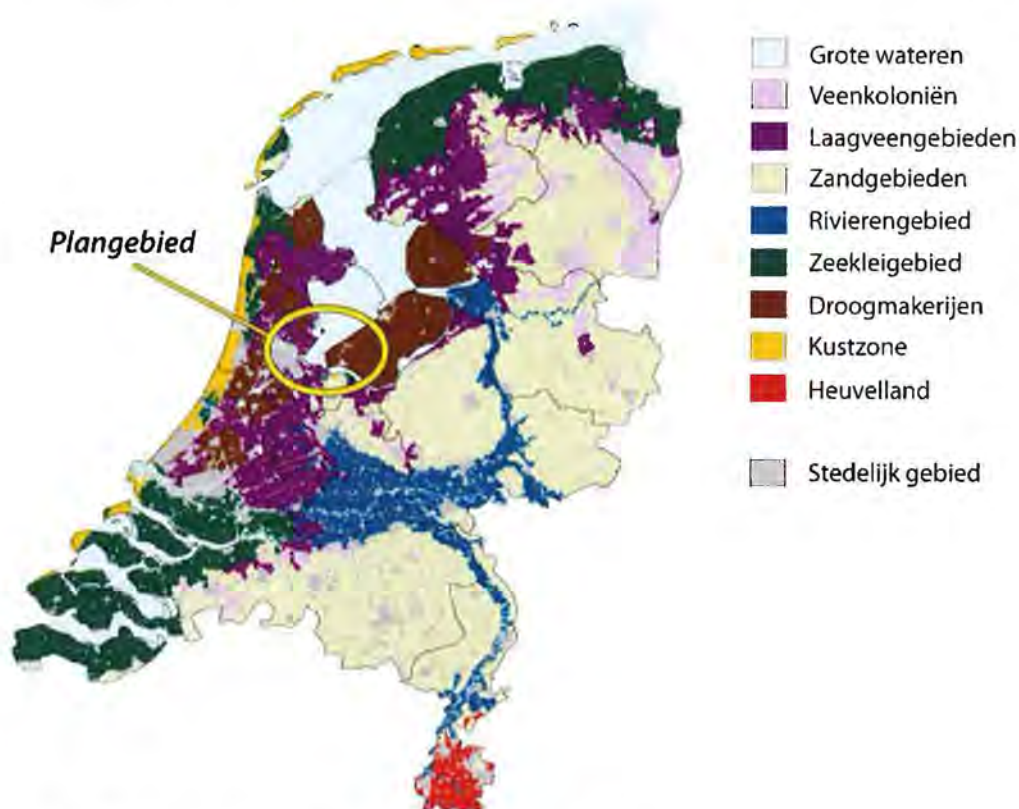 Plangebied
Grote wateren
Veenkoloniën
Laagveengebieden
Zandgebieden
Rivierengebied
Zeekleigebied
Droogmakerijen
Kustzone
Heuvelland
Stedelijk gebied